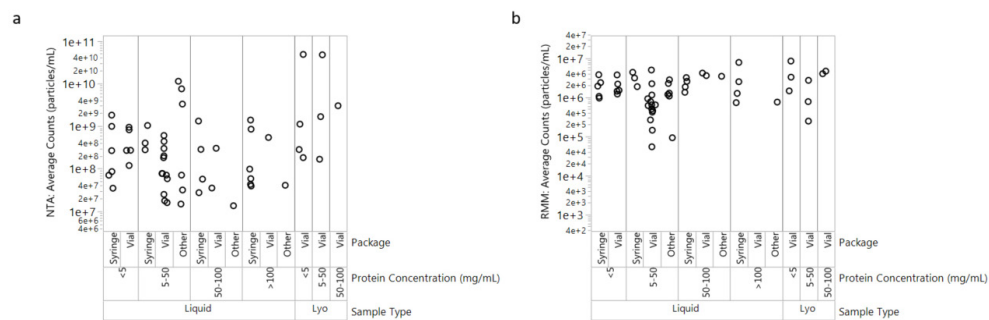 a
NTA: Average Counts (particles/mL)
1e+11
4e+10
2e+10
1e+10
4e+9
2e+9
1e+9
4e+8
2e+8
1e+8
4e+7
2e+7
1e+7
6e+6
4e+6
Syringe Vial Syringe Vial Other Syringe Vial Other Syringe Vial Other Vial Vial Vial
Package
<5 5-50 50-100 >100 <5 5-50 50-100
Protein Concentration (mg/mL)
Liquid Lyo
Sample Type
b
RMM: Average Counts (particles/mL)
4e+7
2e+7
1e+7
4e+6
2e+6
1e+6
4e+5
2e+5
1e+5
4e+4
2e+4
1e+4
4e+3
2e+3
1e+3
4e+2
Syringe Vial Syringe Vial Other Syringe Vial Other Syringe Other Vial Vial Vial
Package
<5 5-50 50-100 >100 <5 5-50 50-100
Protein Concentration (mg/mL)
Liquid Lyo
Sample Type